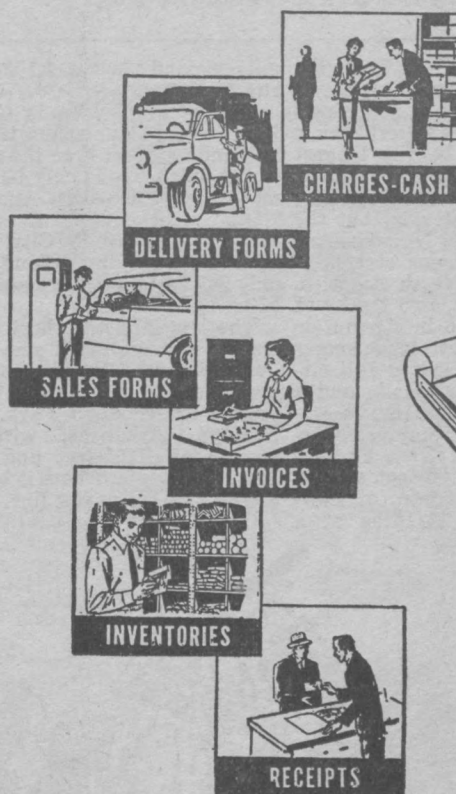 CHARGES-CASH
DELIVERY FORMS
SALES FORMS
INVOICES
INVENTORIES
RECEIPTS